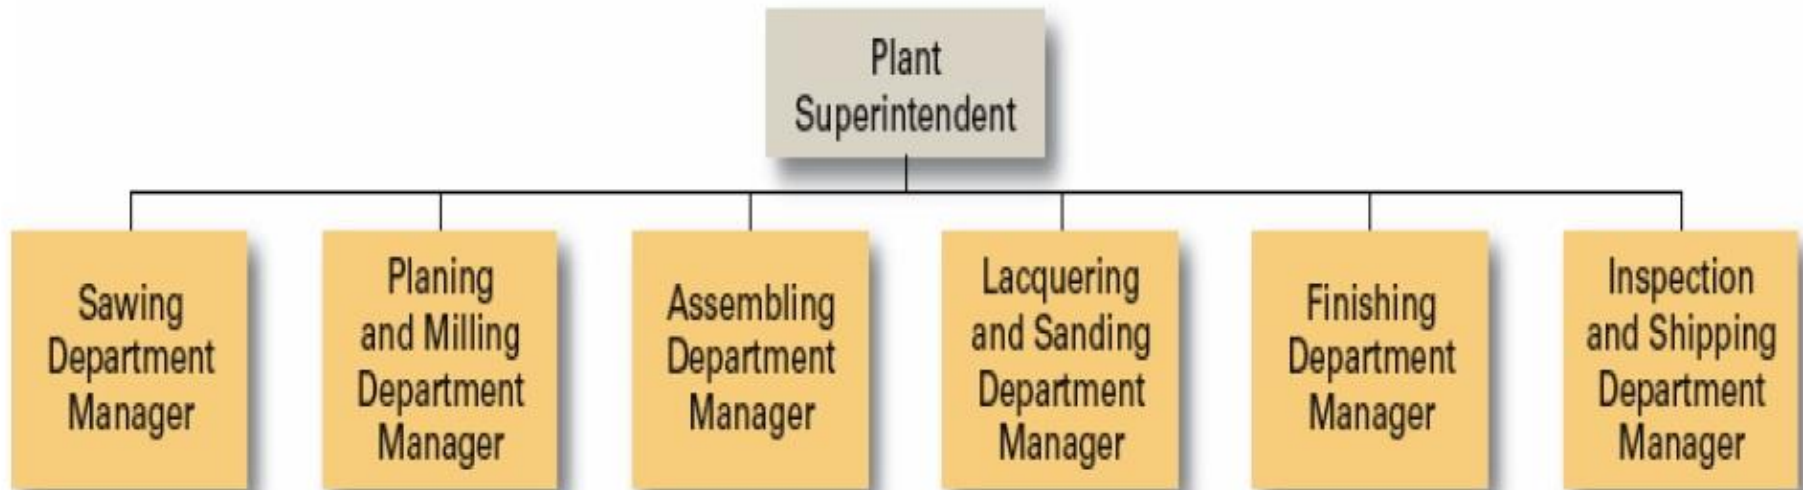 Plant
Superintendent
Sawing
Department
Manager
Planing
and Milling
Department
Manager
Assembling
Department
Manager
Lacquering
and Sanding
Department
Manager
Finishing
Department
Manager
Inspection
and Shipping
Department
Manager